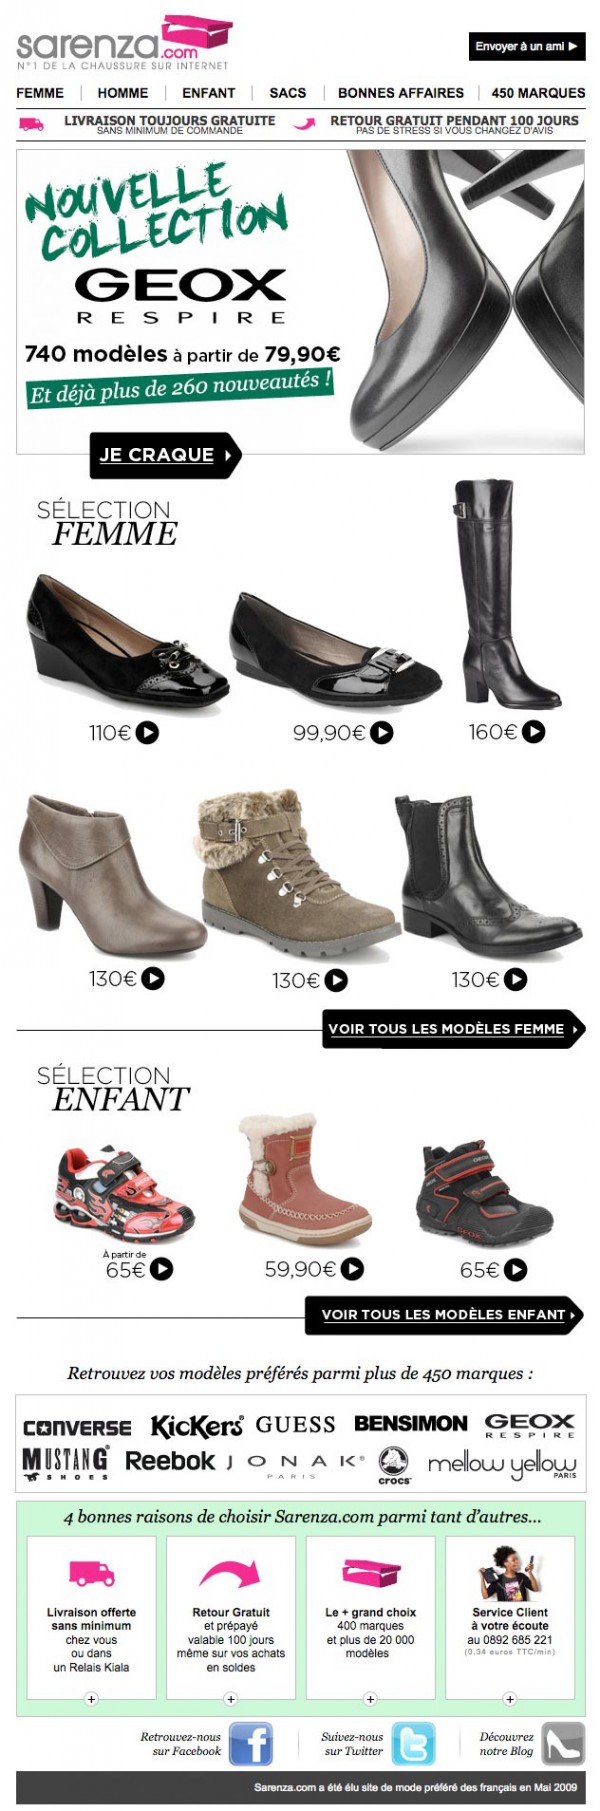 sarenza.com
N°1 DE LA CHAUSSURE SUR INTERNET
Envoyer à un ami
FEMME HOMME ENFANT SACS BONNES AFFAIRES 450 MARQUES
LIVRAISON TOUJOURS GRATUITE
SANS MINIMUM DE COMMANDE
RETOUR GRATUIT PENDANT 100 JOURS
PAS DE STRESS SI VOUS CHANGEZ D'AVIS
NOUVELLE
COLLECTION
GEOX
RESPIRE
740 modèles à partir de 79,90€
Et déjà plus de 260 nouveautés !
JE CRAQUE
SÉLECTION
FEMME
110€ 99,90€ 160€
130€ 130€ 130€
VOIR TOUS LES MODÈLES FEMME
SÉLECTION
ENFANT
GEOX
À partir de
65€ 59,90€ 65€
VOIR TOUS LES MODÈLES ENFANT
Retrouvez vos modèles préférés parmi plus de 450 marques :
CONVERSE KicKers GUESS BENSIMON GEOX
RESPIRE
MUSTANG Reebok JONAK crocs mellow yellow
SHOES PARIS PARIS
4 bonnes raisons de choisir Sarenza.com parmi tant d'autres...
Livraison offerte
sans minimum
chez vous
ou dans
un Relais Kiala
Retour Gratuit
et prépayé
valable 100 jours
même sur vos achats
en soldes
Le + grand choix
400 marques
et plus de 20 000
modèles
Service Client
à votre écoute
au 0892 685 221
(0,34 euros TTC/min)
Retrouvez-nous
sur Facebook
Suivez-nous
sur Twitter
Découvrez
notre Blog
Sarenza.com a été élu site de mode préféré des français en Mai 2009